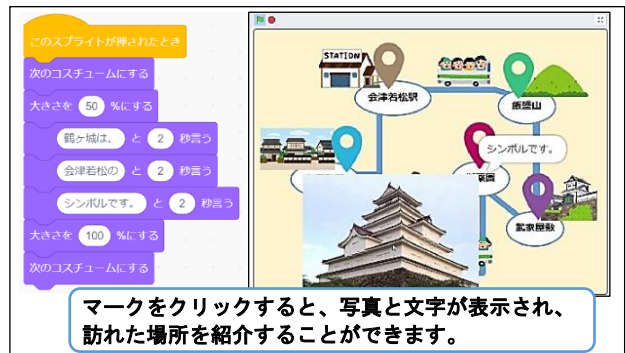 このスプライトが押されたとき
次のコスチュームにする
大きさを 50 %にする
鶴ヶ城は、 と 2 秒言う
会津若松の と 2 秒言う
シンボルです。 と 2 秒言う
大きさを 100 %にする
次のコスチュームにする
STATION
会津若松駅
飯盛山
シンボルです。
武家屋敷
マークをクリックすると、写真と文字が表示され、
訪れた場所を紹介することができます。